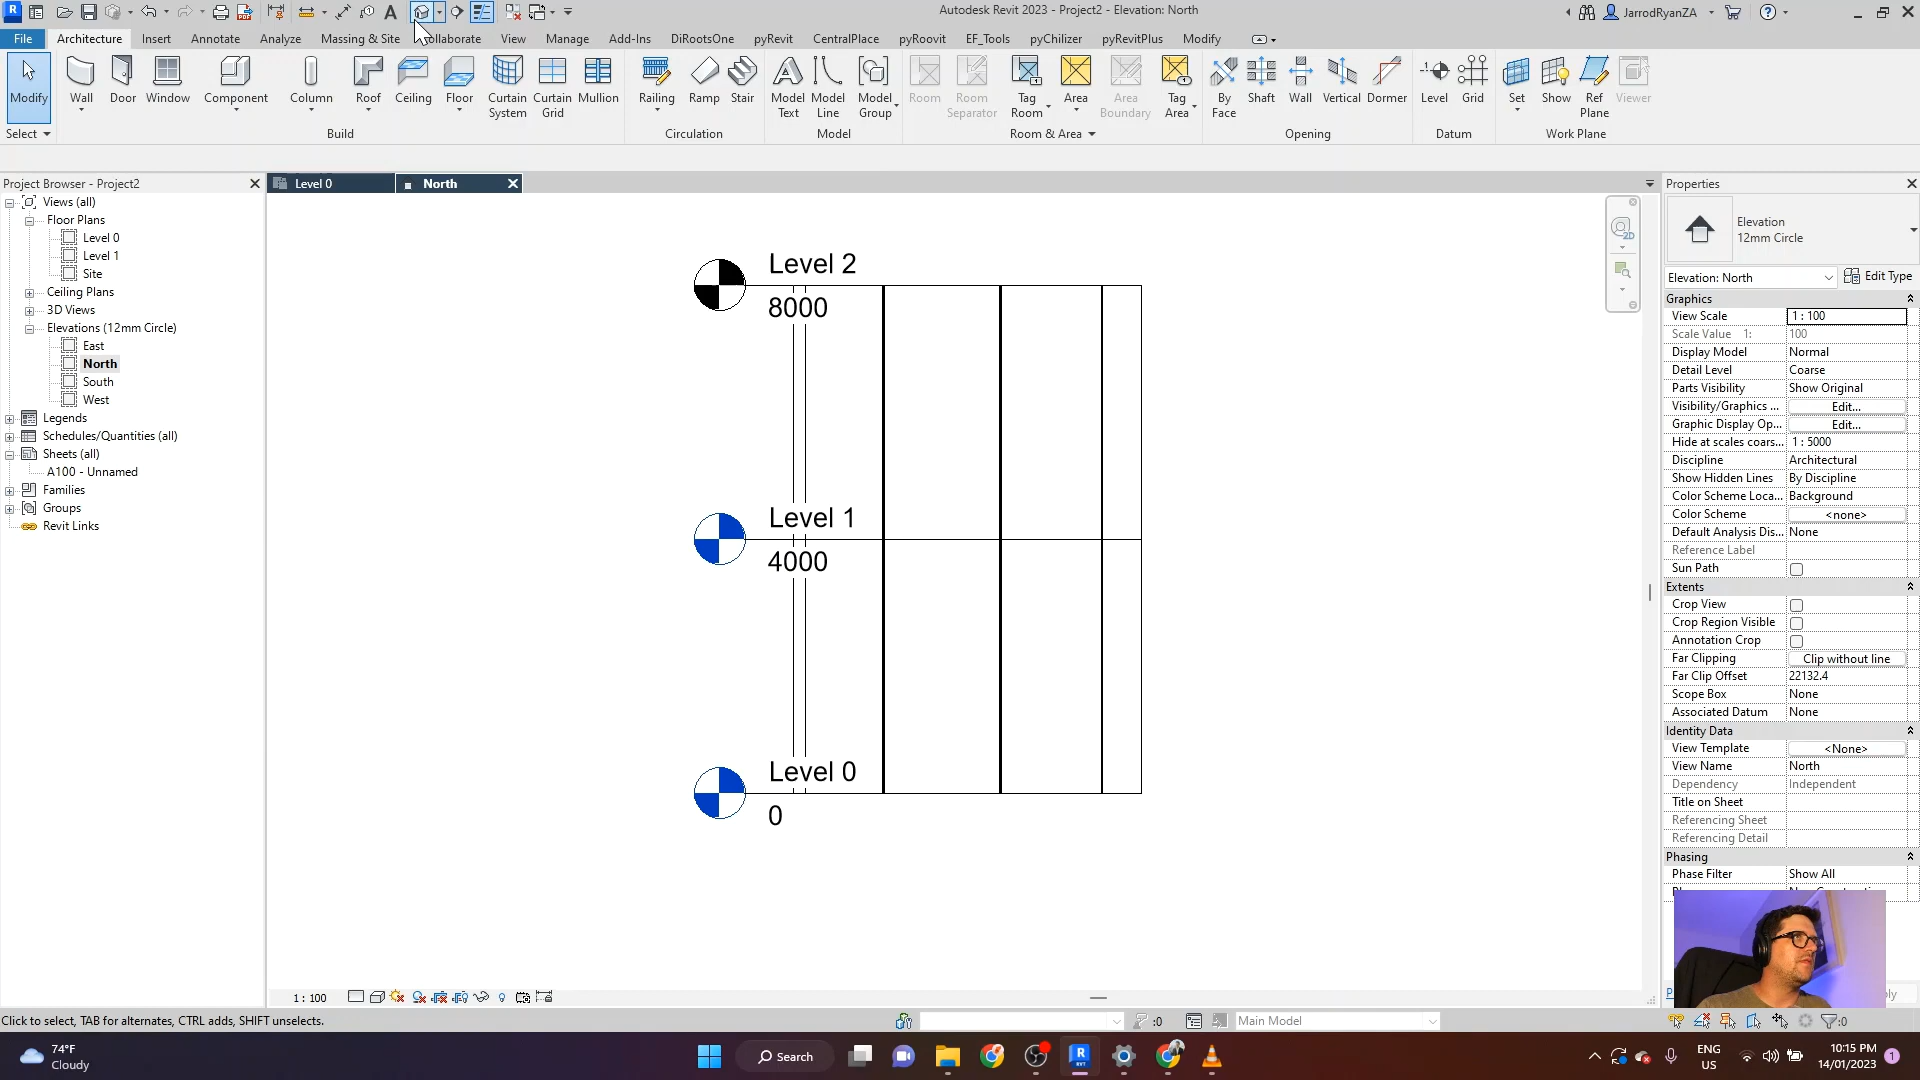 Autodesk Revit 2023 - Project2 - Elevation: North
JarrodRyanZA
File
Architecture
Insert
Annotate
Analyze
Massing & Site
ollaborate
View
Manage
Add-Ins
DiRootsOne
pyRevit
CentralPlace
pyRoovit
EF_Tools
pyChilizer
pyRevitPlus
Modify
Modify
Wall
Door
Window
Component
Column
Roof
Ceiling
Floor
Curtain System
Curtain Grid
Mullion
Railing
Ramp
Stair
Model Text
Model Line
Model Group
Room
Room Separator
Tag Room
Area
Area Boundary
Tag Area
By Face
Shaft
Wall
Vertical
Dormer
Level
Grid
Set
Show
Ref Plane
Viewer
Select
Build
Circulation
Model
Room & Area
Opening
Datum
Work Plane
Project Browser - Project2
Views (all)
Floor Plans
Level 0
Level 1
Site
Ceiling Plans
3D Views
Elevations (12mm Circle)
East
North
South
West
Legends
Schedules/Quantities (all)
Sheets (all)
A100 - Unnamed
Families
Groups
Revit Links
Level 0
North
2D
Level 2
8000
Level 1
4000
Level 0
0
Properties
Elevation
12mm Circle
Elevation: North
Edit Type
Graphics
View Scale 1 : 100
Scale Value 1: 100
Display Model Normal
Detail Level Coarse
Parts Visibility Show Original
Visibility/Graphics ... Edit...
Graphic Display Op... Edit...
Hide at scales coars... 1 : 5000
Discipline Architectural
Show Hidden Lines By Discipline
Color Scheme Loca... Background
Color Scheme <none>
Default Analysis Dis... None
Reference Label
Sun Path
Extents
Crop View
Crop Region Visible
Annotation Crop
Far Clipping Clip without line
Far Clip Offset 22132.4
Scope Box None
Associated Datum None
Identity Data
View Template <None>
View Name North
Dependency Independent
Title on Sheet
Referencing Sheet
Referencing Detail
Phasing
Phase Filter Show All
1 : 100
Click to select, TAB for alternates, CTRL adds, SHIFT unselects.
:0
Main Model
:0
74°F
Cloudy
Search
ENG
US
10:15 PM
14/01/2023
1